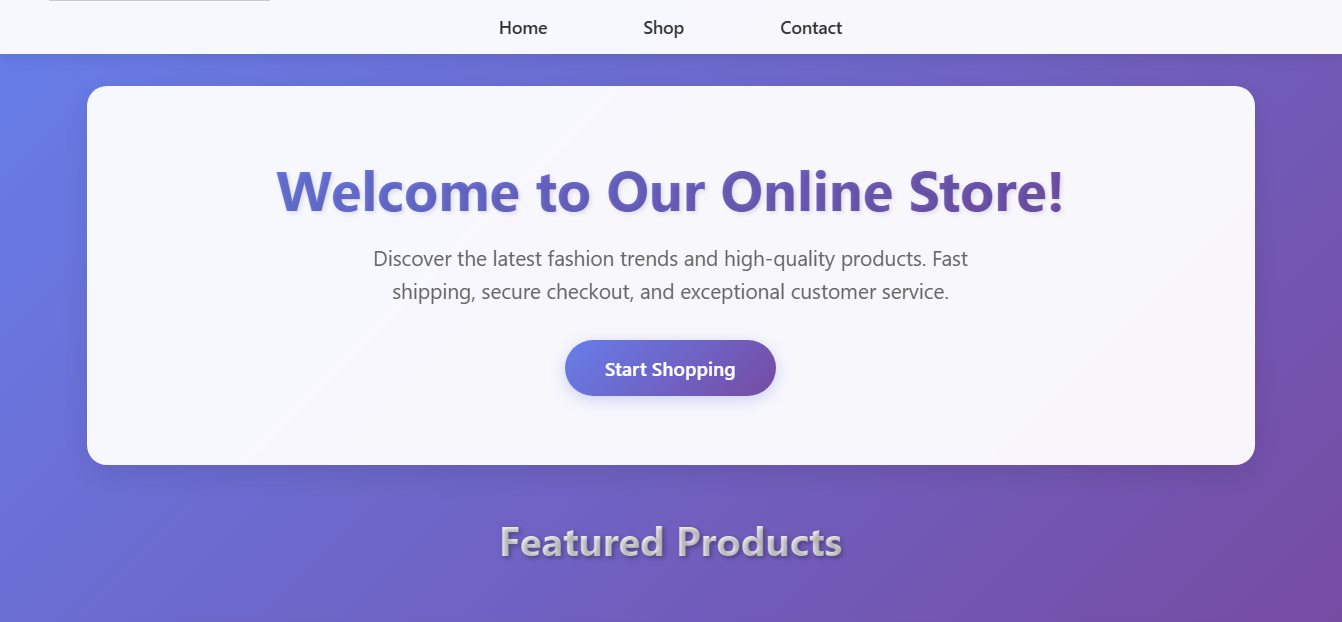 Home Shop Contact
Welcome to Our Online Store!
Discover the latest fashion trends and high-quality products. Fast
shipping, secure checkout, and exceptional customer service.
Start Shopping
Featured Products